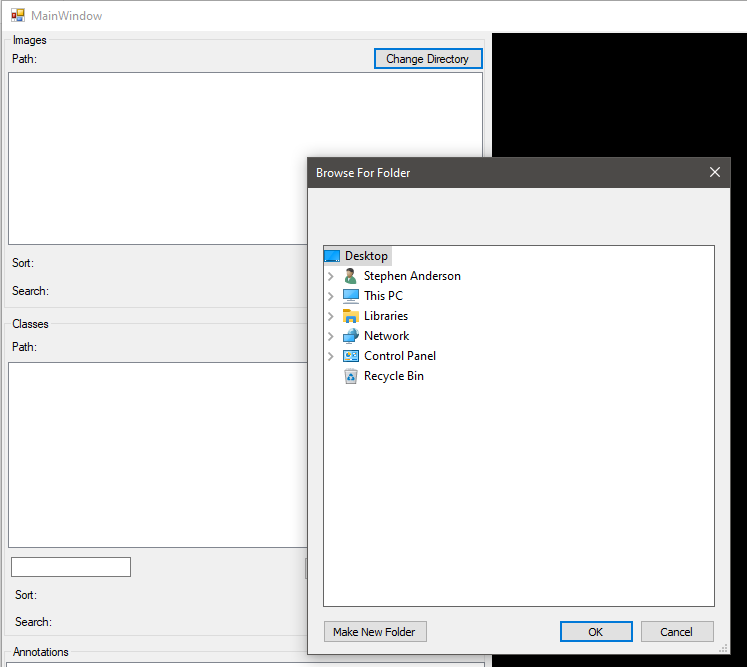 MainWindow
Images
Path:
Change Directory
Sort:
Search:
Classes
Path:
Sort:
Search:
Annotations
Browse For Folder
Desktop
Stephen Anderson
This PC
Libraries
Network
Control Panel
Recycle Bin
Make New Folder
OK
Cancel